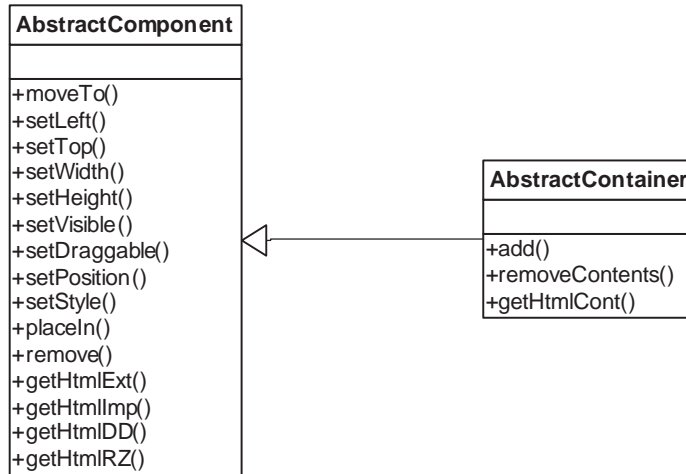 AbstractComponent
+moveTo()
+setLeft()
+setTop()
+setWidth()
+setHeight()
+setVisible()
+setDraggable()
+setPosition()
+setStyle()
+placeIn()
+remove()
+getHtmlExt()
+getHtmlImp()
+getHtmlDD()
+getHtmlRZ()
AbstractContainer
+add()
+removeContents()
+getHtmlCont()